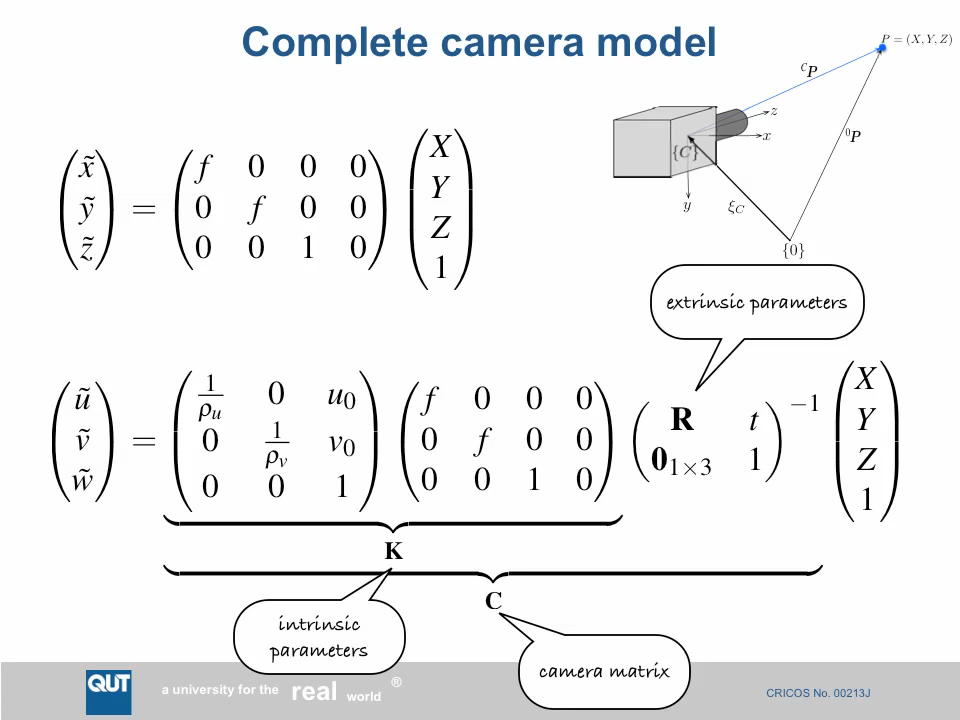 Complete camera model
P = (X, Y, Z)
ᶜP
z
⁰P
x
{C}
y
ξ_C
{0}
(x̃ ỹ z̃) = (f 0 0 0; 0 f 0 0; 0 0 1 0) (X Y Z 1)
extrinsic parameters
(ũ ṽ w̃) = (1/ρ_u 0 u₀; 0 1/ρ_v v₀; 0 0 1) (f 0 0 0; 0 f 0 0; 0 0 1 0) (R t; 0₁×₃ 1)⁻¹ (X Y Z 1)
K
C
intrinsic
parameters
camera matrix
QUT
a university for the real world ®
CRICOS No. 00213J